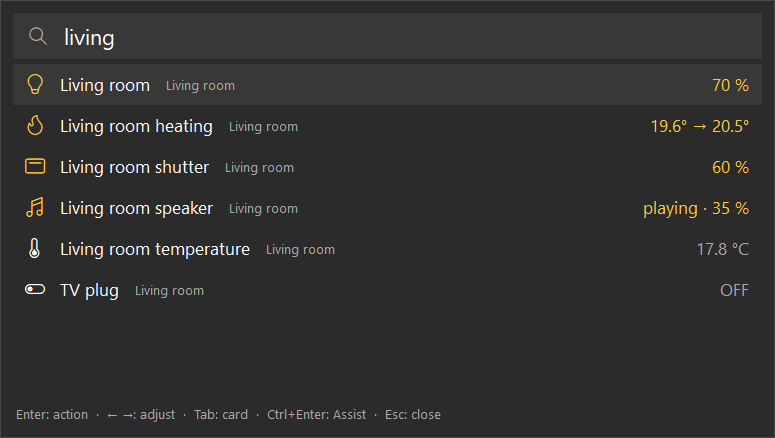 living
Living room Living room 70 %
Living room heating Living room 19.6° → 20.5°
Living room shutter Living room 60 %
Living room speaker Living room playing · 35 %
Living room temperature Living room 17.8 °C
TV plug Living room OFF
Enter: action · ← →: adjust · Tab: card · Ctrl+Enter: Assist · Esc: close